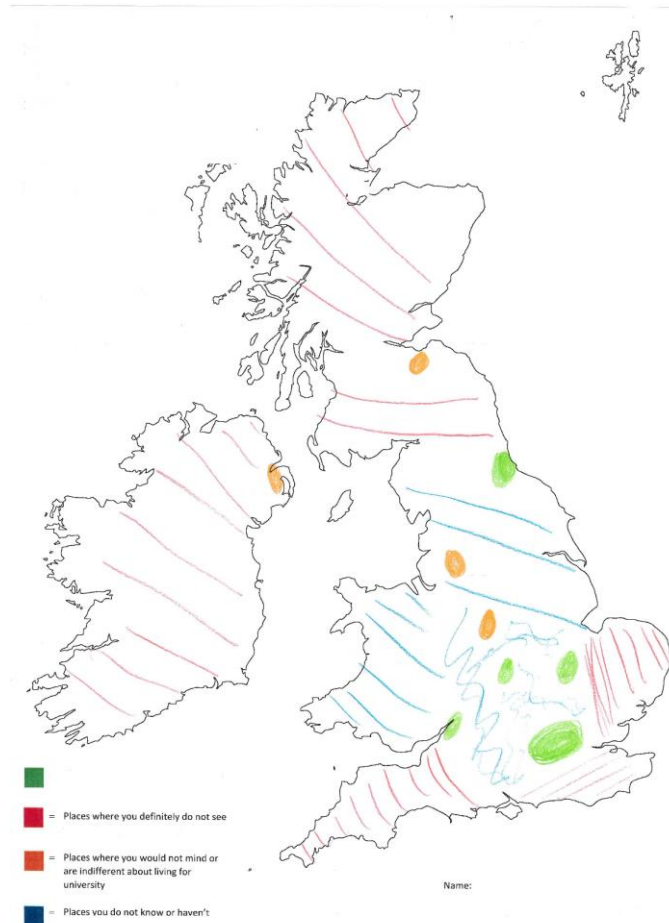 = Places where you definitely do not see
= Places where you would not mind or
are indifferent about living for
university
Name:
= Places you do not know or haven't